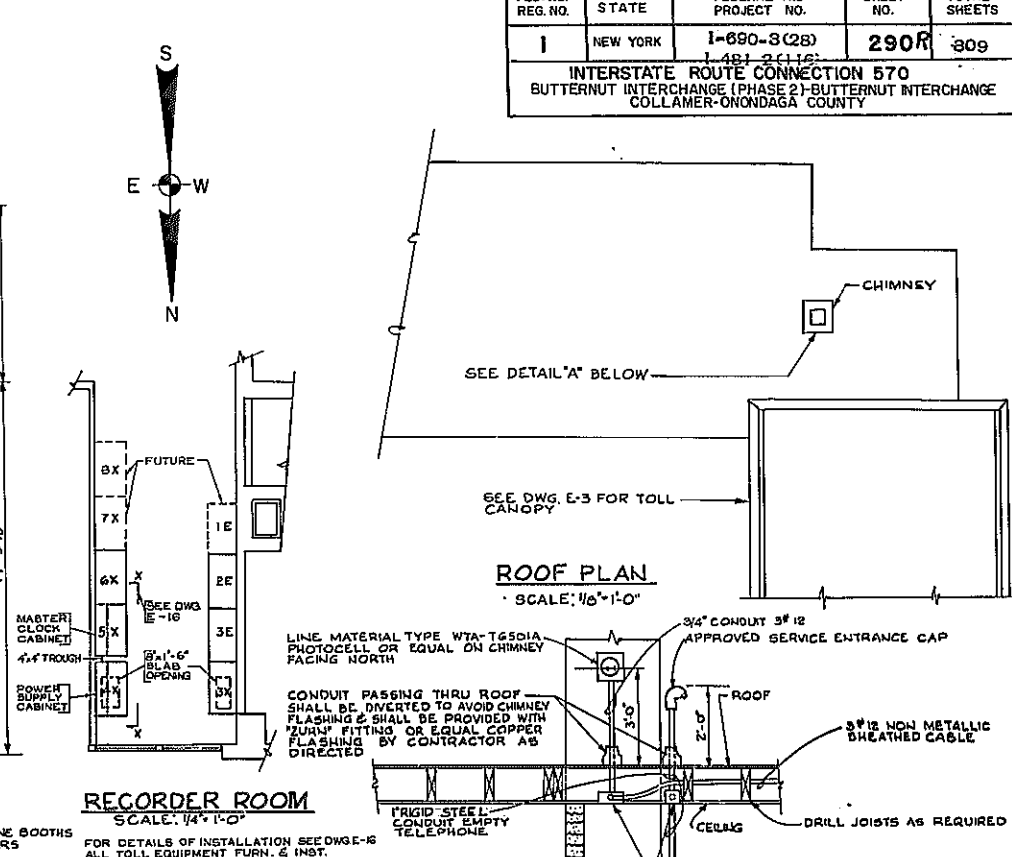 REG. NO.
STATE
PROJECT NO.
NO.
SHEETS
1
NEW YORK
I-690-3(28)
I-481-2(116)
290R
309
INTERSTATE ROUTE CONNECTION 570
BUTTERNUT INTERCHANGE (PHASE 2)-BUTTERNUT INTERCHANGE
COLLAMER-ONONDAGA COUNTY
S
E
W
N
CHIMNEY
SEE DETAIL "A" BELOW
SEE DWG. E-3 FOR TOLL
CANOPY
ROOF PLAN
SCALE: 1/8"=1'-0"
8X
FUTURE
7X
1E
6X
X
2E
SEE DWG
E-16
MASTER
CLOCK
CABINET
5X
3E
4"x4" TROUGH
8"x1'-6"
SLAB
OPENING
POWER
SUPPLY
CABINET
3X
X
RECORDER ROOM
SCALE: 1/4"=1'-0"
FOR DETAILS OF INSTALLATION SEE DWG E-16
ALL TOLL EQUIPMENT FURN. & INST.
NE BOOTHS
RS
LINE MATERIAL TYPE WTA-TG501A
PHOTOCELL OR EQUAL ON CHIMNEY
FACING NORTH
3/4" CONDUIT 3#12
APPROVED SERVICE ENTRANCE CAP
CONDUIT PASSING THRU ROOF
SHALL BE DIVERTED TO AVOID CHIMNEY
FLASHING & SHALL BE PROVIDED WITH
"ZURN" FITTING OR EQUAL COPPER
FLASHING BY CONTRACTOR AS
DIRECTED
3'-0"
2'-0"
ROOF
3#12 NON METALLIC
SHEATHED CABLE
1" RIGID STEEL
CONDUIT EMPTY
TELEPHONE
CEILING
DRILL JOISTS AS REQUIRED